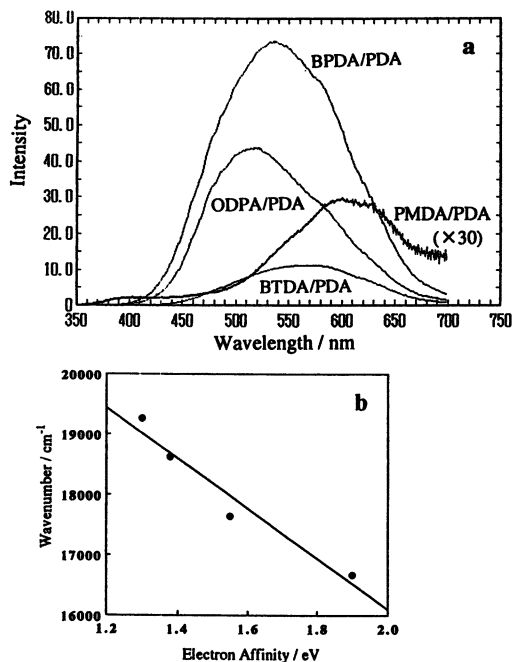 80.0
70.0
60.0
50.0
40.0
30.0
20.0
10.0
0
Intensity
a
BPDA/PDA
ODPA/PDA
PMDA/PDA
(×30)
BTDA/PDA
350 400 450 500 550 600 650 700 750
Wavelength / nm
b
20000
19000
18000
17000
16000
Wavenumber / cm⁻¹
1.2 1.4 1.6 1.8 2.0
Electron Affinity / eV